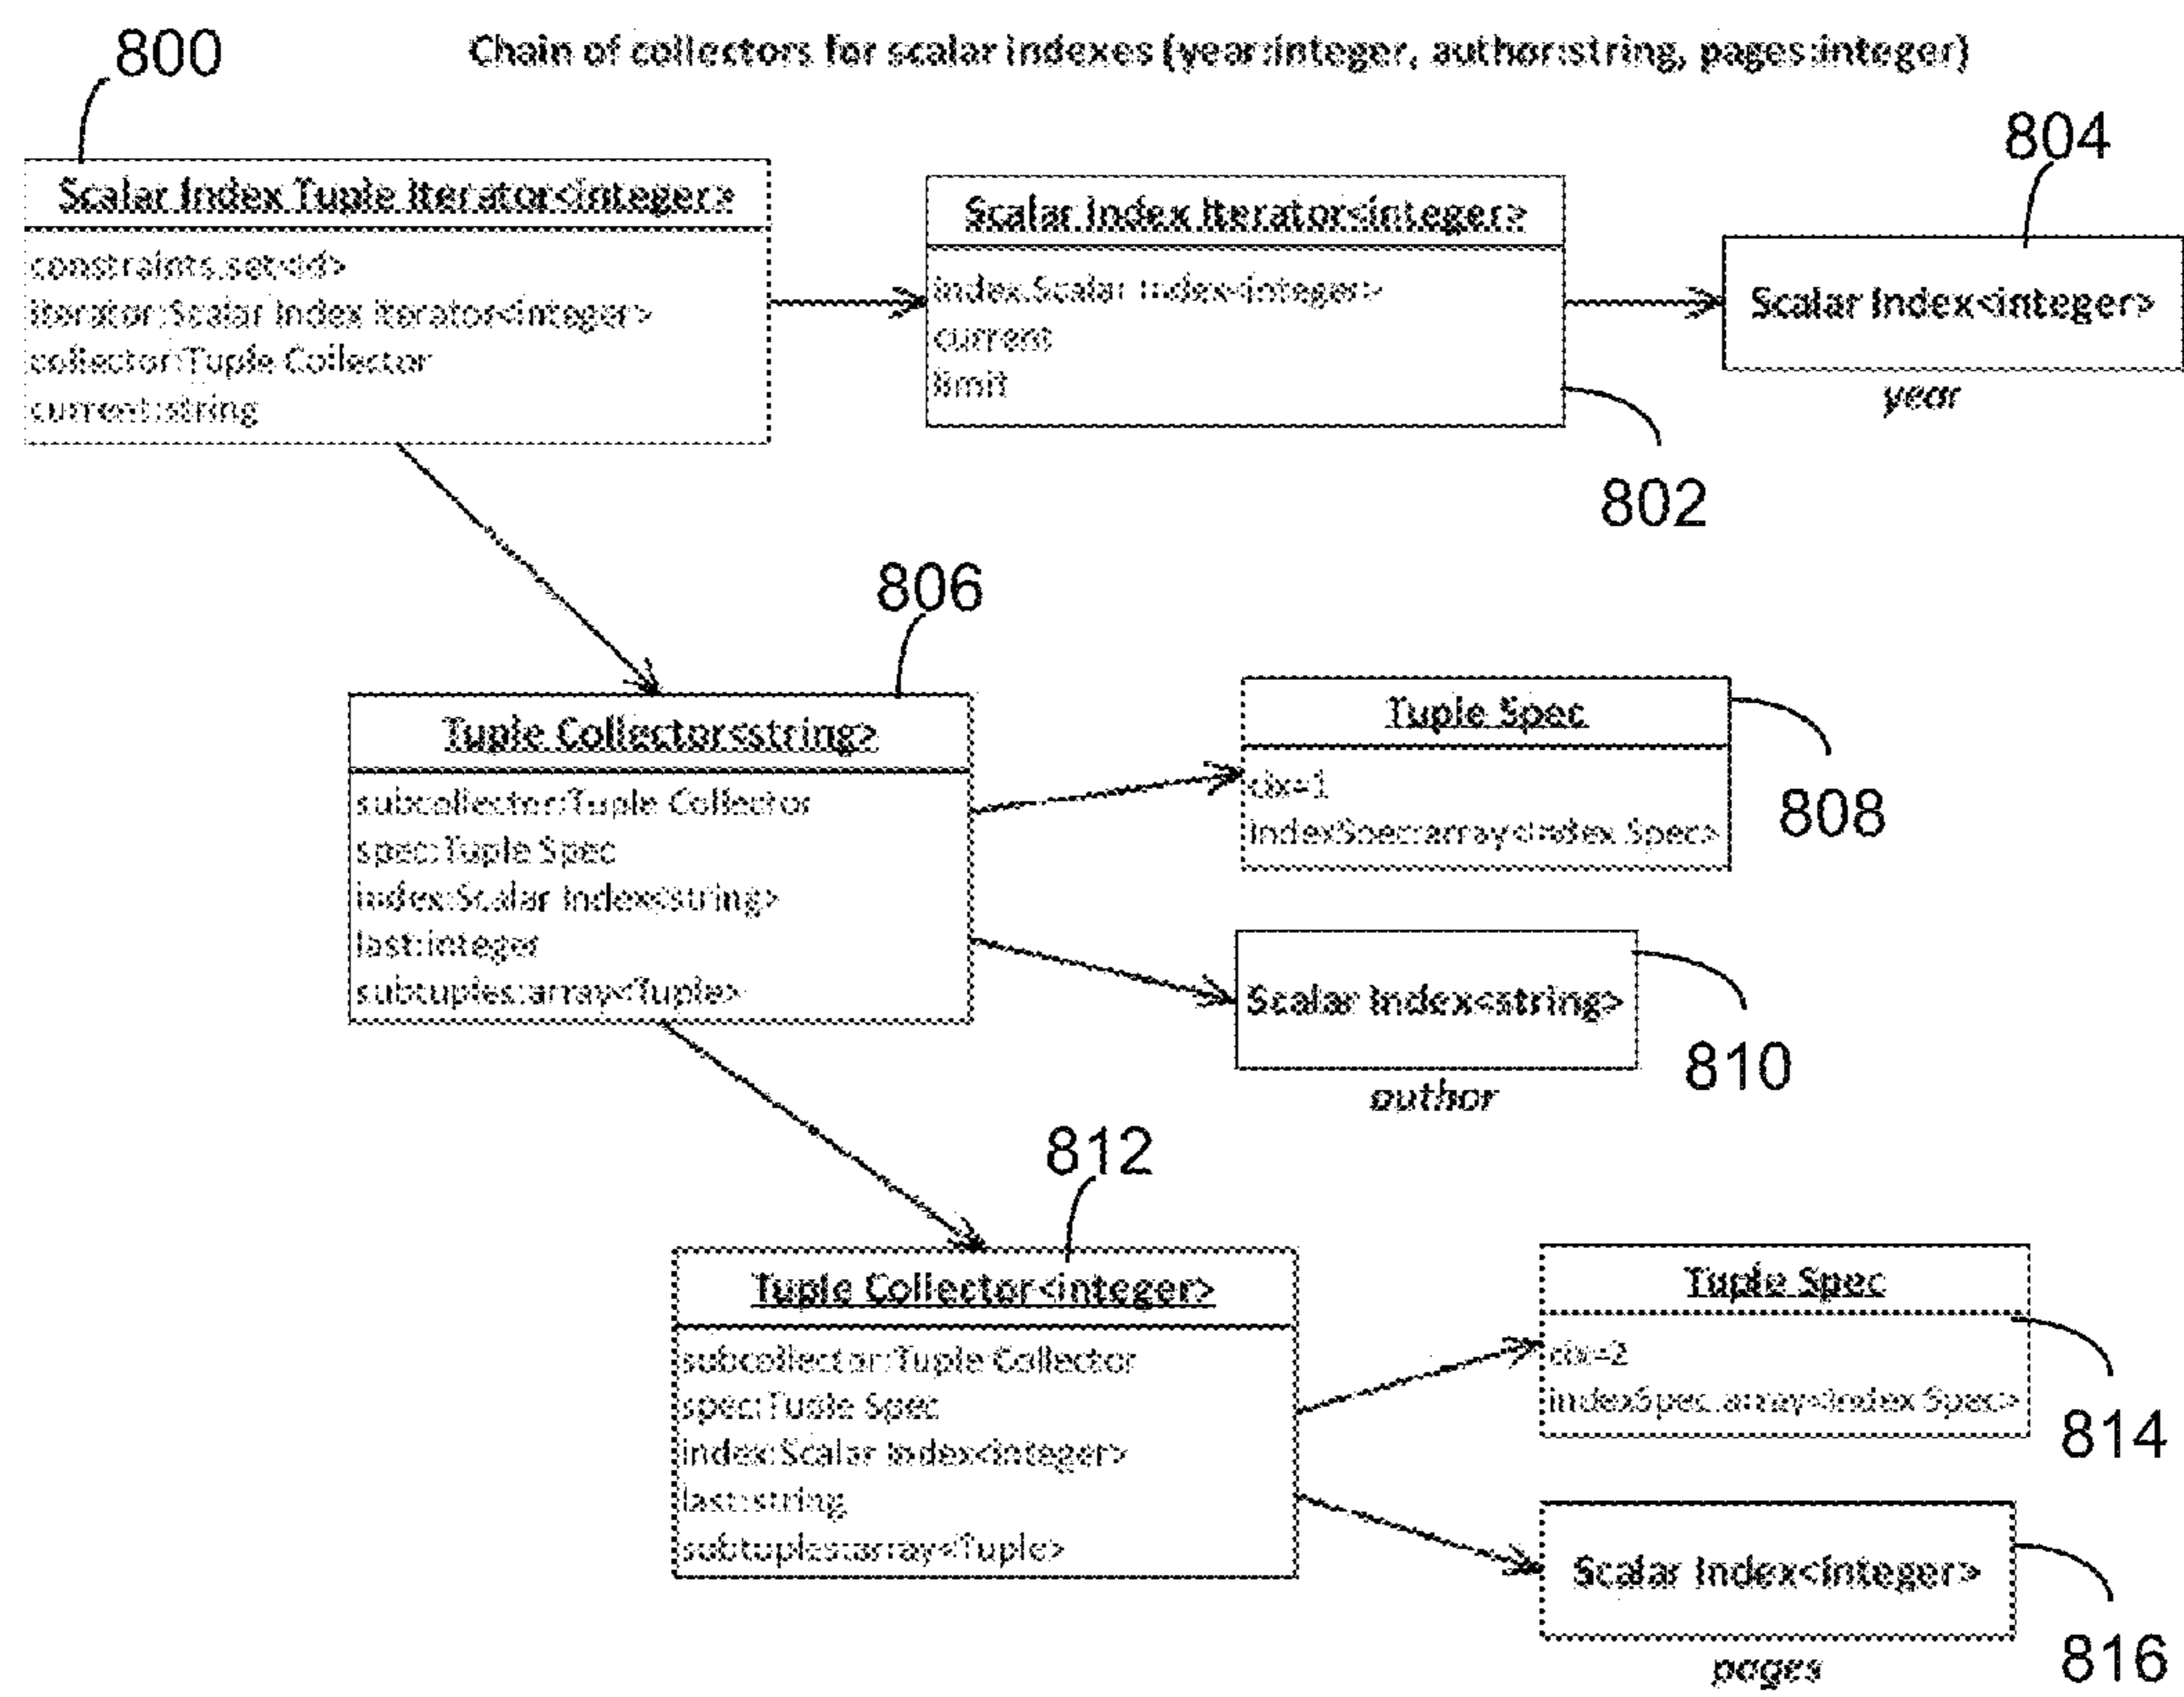 800
Chain of collectors for scalar indexes (year:integer, author:string, pages:integer)
804
Scalar Index Tuple Iterator<integer>
constraints.set<id>
iterator:Scalar Index Iterator<integer>
collector:Tuple Collector
current:string
Scalar Index Iterator<integer>
index.Scalar Index<integer>
current
limit
802
Scalar Index<integer>
year
806
Tuple Collector<string>
subcollector:Tuple Collector
spec:Tuple Spec
index:Scalar Index<string>
last:integer
subtuples:array<Tuple>
Tuple Spec
cix=1
indexSpec:array<Index Spec>
808
Scalar Index<string>
author
810
812
Tuple Collector<integer>
subcollector:Tuple Collector
spec:Tuple Spec
index:Scalar Index<integer>
last:string
subtuples:array<Tuple>
Tuple Spec
cix=2
indexSpec.array<Index Spec>
814
Scalar Index<integer>
pages
816